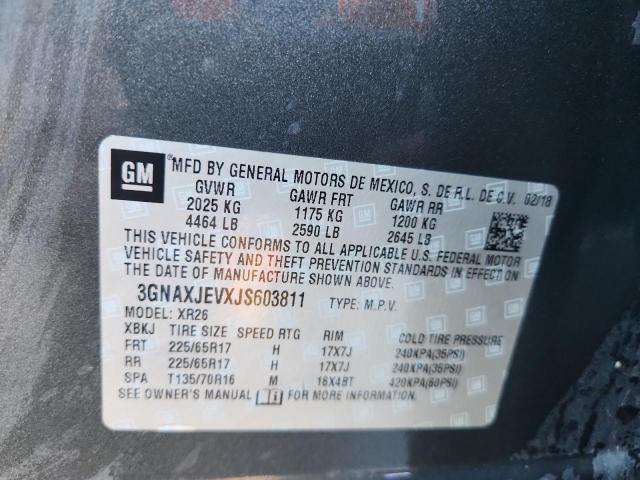 GM ®MFD BY GENERAL MOTORS DE MEXICO, S. DE R.L. DE C.V. 02/18
GVWR GAWR FRT GAWR RR
2025 KG 1175 KG 1200 KG
4464 LB 2590 LB 2645 LB
THIS VEHICLE CONFORMS TO ALL APPLICABLE U.S. FEDERAL MOTOR
VEHICLE SAFETY AND THEFT PREVENTION STANDARDS IN EFFECT ON
THE DATE OF MANUFACTURE SHOWN ABOVE.
3GNAXJEVXJS603811 TYPE: M.P.V.
MODEL: XR26
XBKJ TIRE SIZE SPEED RTG RIM COLD TIRE PRESSURE
FRT 225/65R17 H 17X7J 240KPA(35PSI)
RR 225/65R17 H 17X7J 240KPA(35PSI)
SPA T135/70R16 M 16X4BT 420KPA(60PSI)
SEE OWNER'S MANUAL FOR MORE INFORMATION.